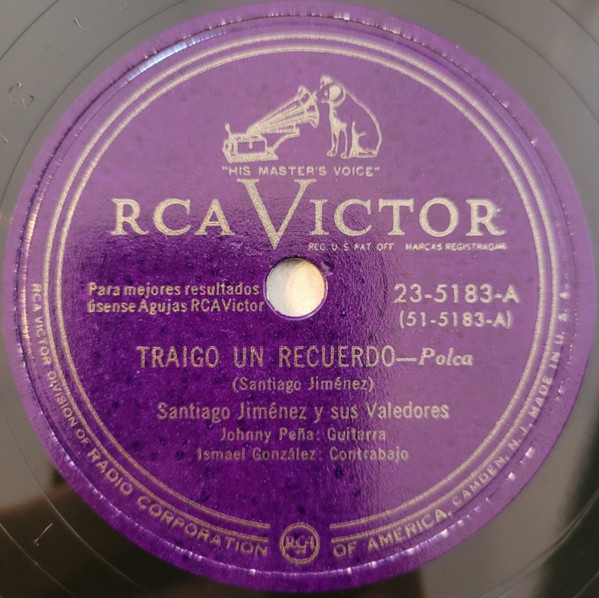 "HIS MASTER'S VOICE"
RCA VICTOR
REG. U.S. PAT. OFF. MARCAS REGISTRADAS
Para mejores resultados
úsense Agujas RCA Victor
23-5183-A
(51-5183-A)
TRAIGO UN RECUERDO—Polca
(Santiago Jiménez)
Santiago Jiménez y sus Valedores
Johnny Peña: Guitarra
Ismael González: Contrabajo
RCA VICTOR DIVISION OF RADIO CORPORATION OF AMERICA, CAMDEN, N.J. MADE IN U.S.A.
RCA